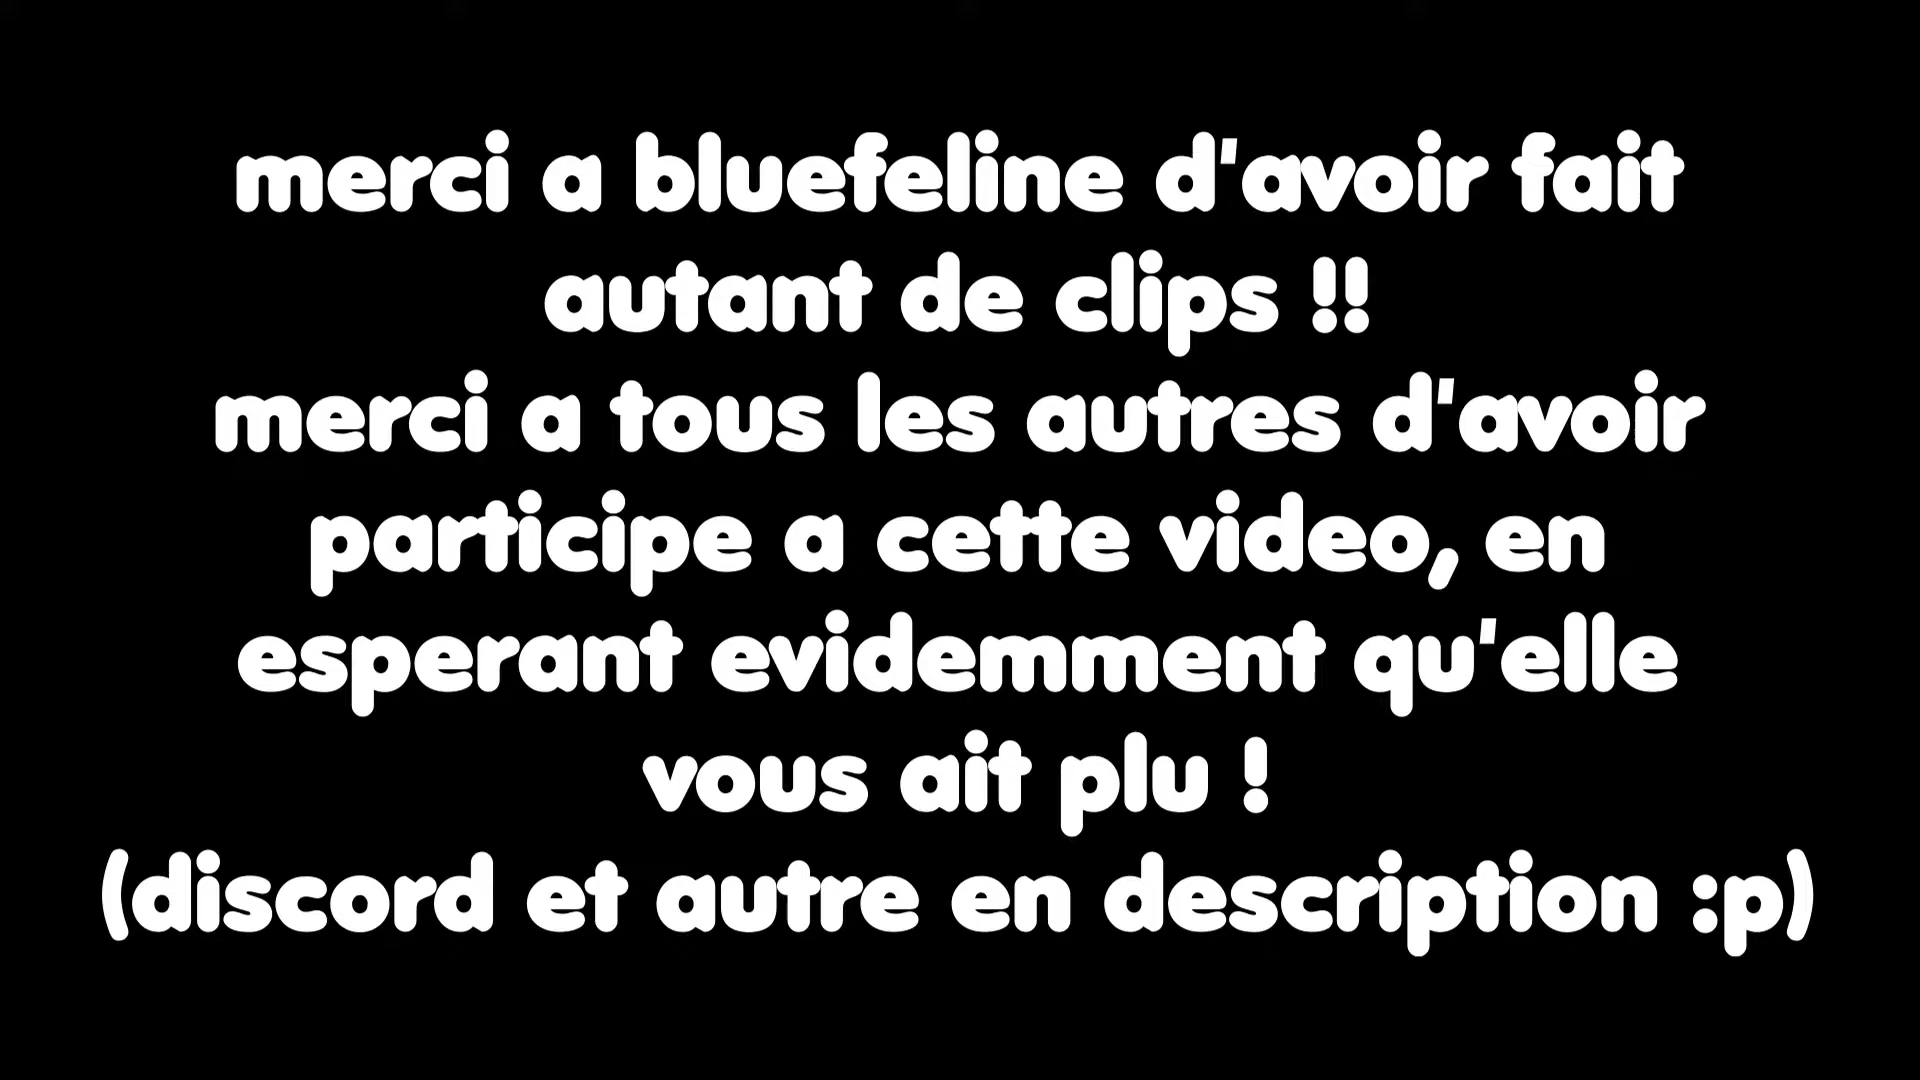 merci a bluefeline d'avoir fait
autant de clips !!
merci a tous les autres d'avoir
participe a cette video, en
esperant evidemment qu'elle
vous ait plu !
(discord et autre en description :p)